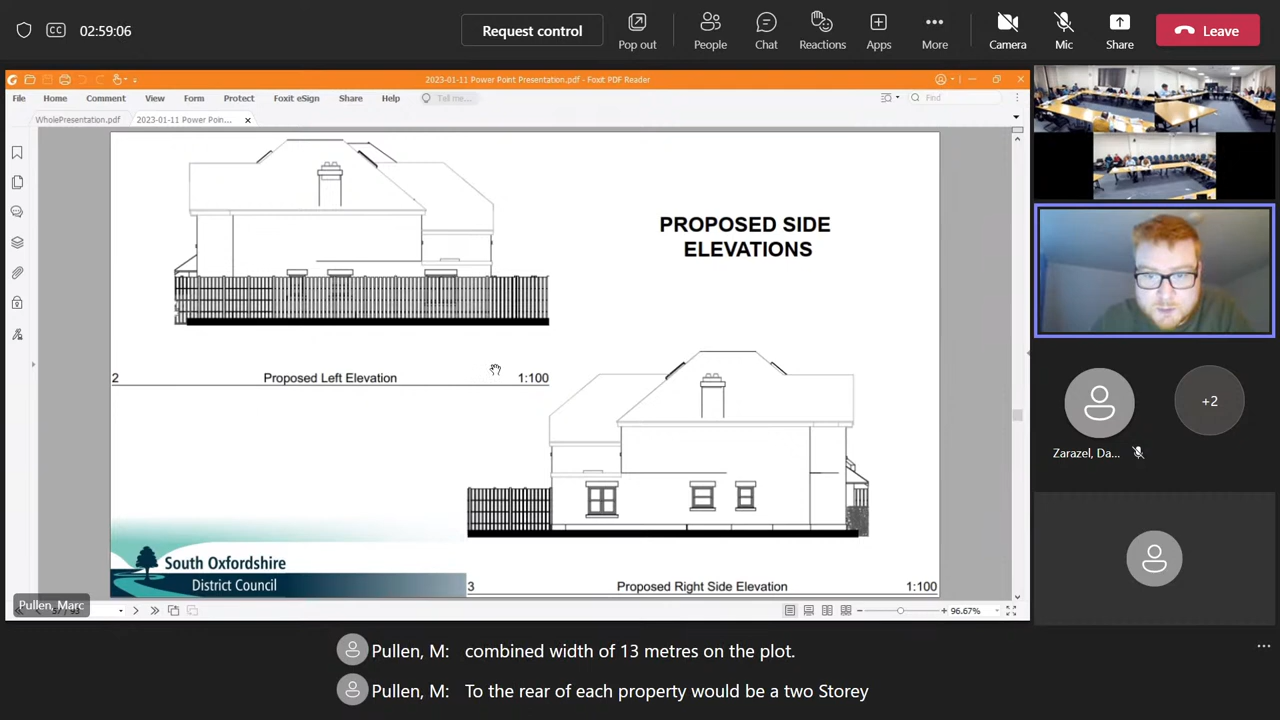 CC 02:59:06
Request control
Pop out
People
Chat
Reactions
Apps
More
Camera
Mic
Share
Leave
2023-01-11 Power Point Presentation.pdf - Foxit PDF Reader
File Home Comment View Form Protect Foxit eSign Share Help Tell me... Find
WholePresentation.pdf 2023-01-11 Power Poin...
PROPOSED SIDE
ELEVATIONS
2 Proposed Left Elevation 1:100
South Oxfordshire
District Council
3 Proposed Right Side Elevation 1:100
Pullen, Marc
96.67%
Zarazel, Da...
+2
Pullen, M: combined width of 13 metres on the plot.
Pullen, M: To the rear of each property would be a two Storey